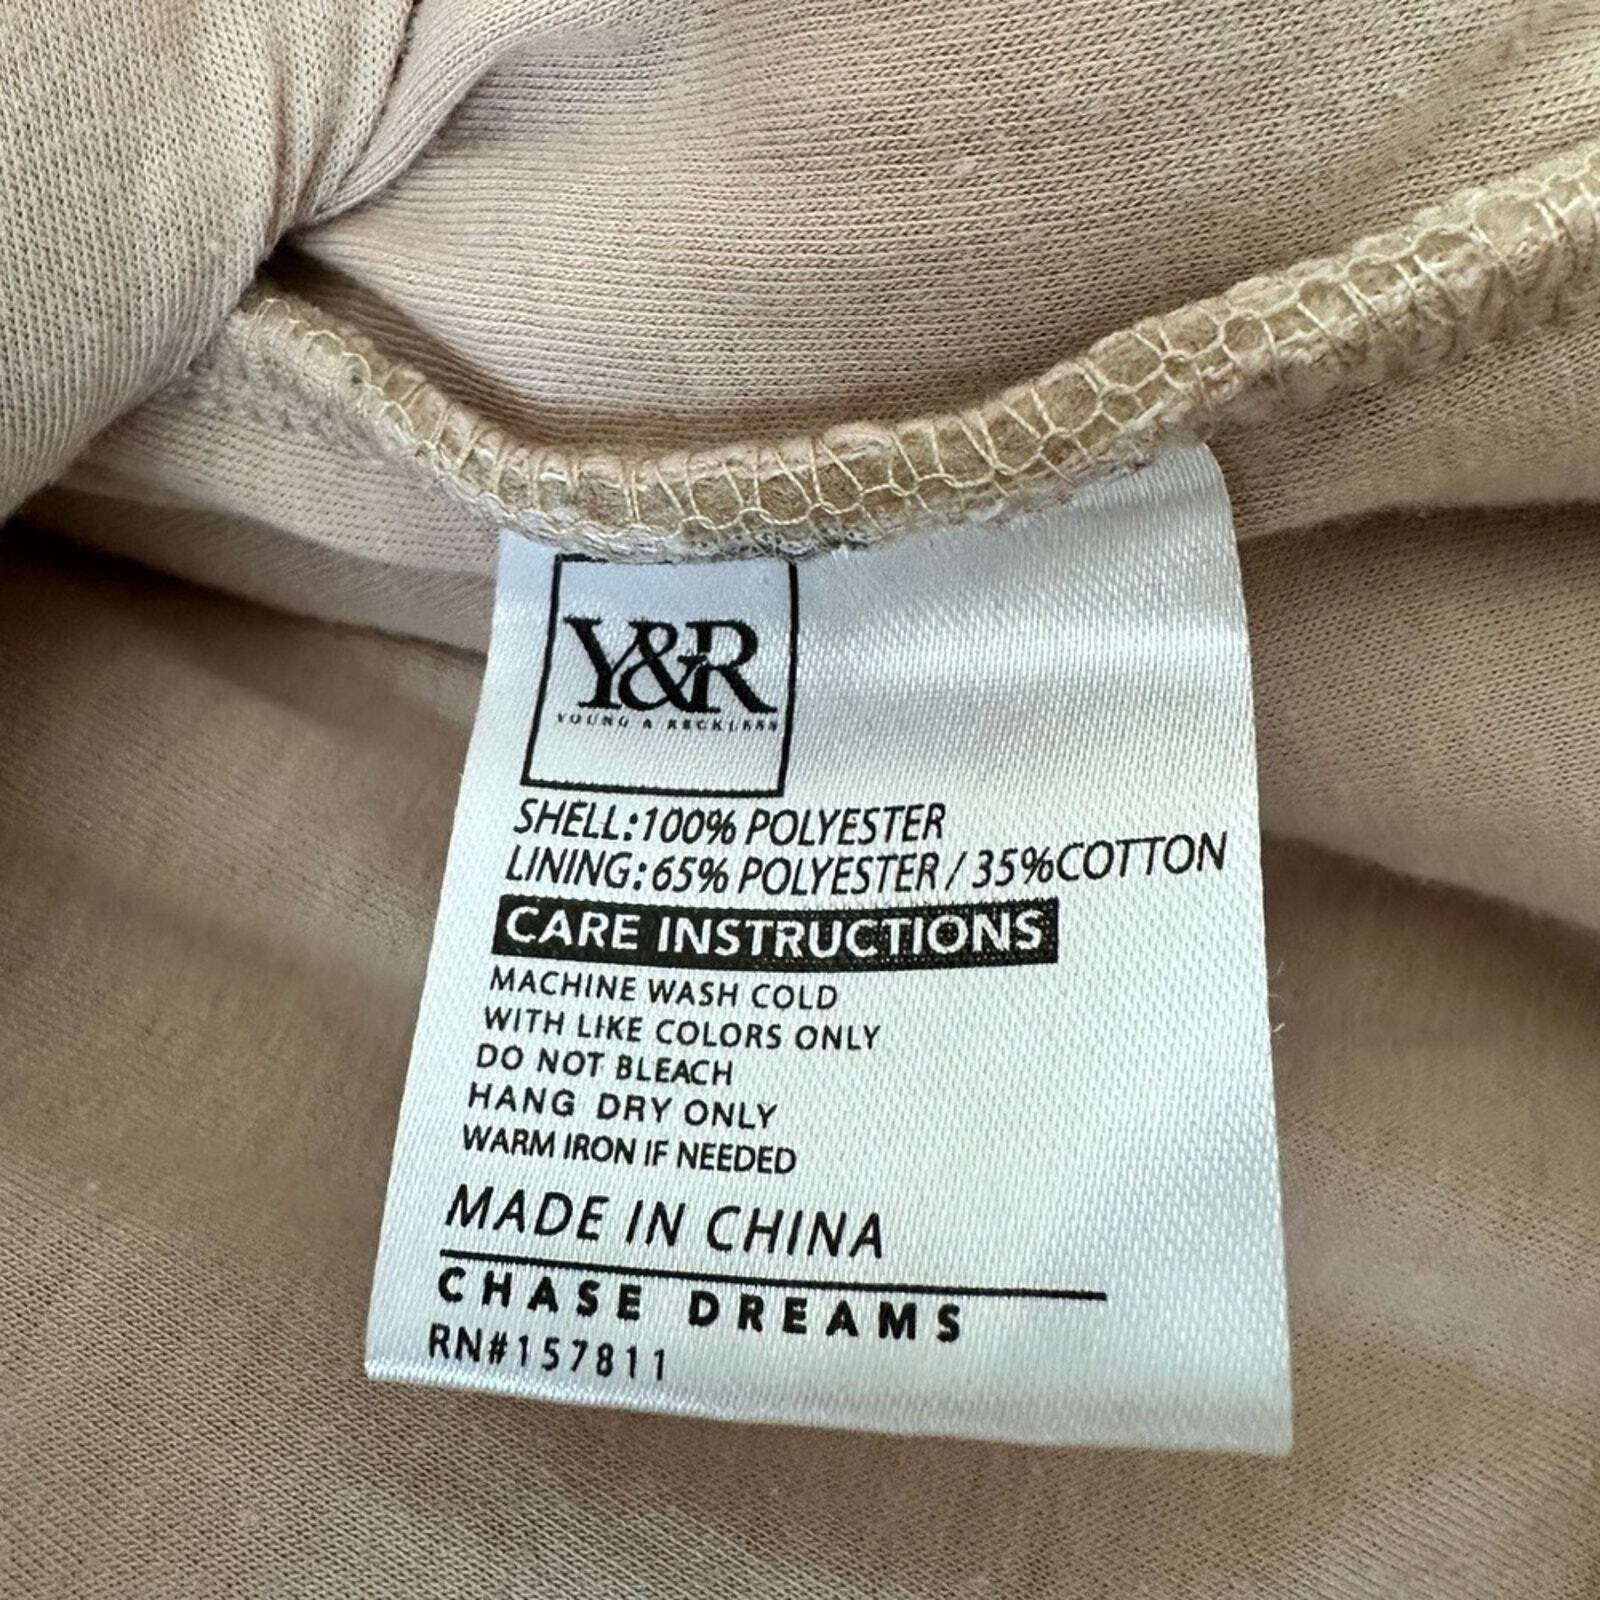 Y&R
YOUNG & RECKLESS
SHELL:100% POLYESTER
LINING:65% POLYESTER / 35%COTTON
CARE INSTRUCTIONS
MACHINE WASH COLD
WITH LIKE COLORS ONLY
DO NOT BLEACH
HANG DRY ONLY
WARM IRON IF NEEDED
MADE IN CHINA
CHASE DREAMS
RN#157811